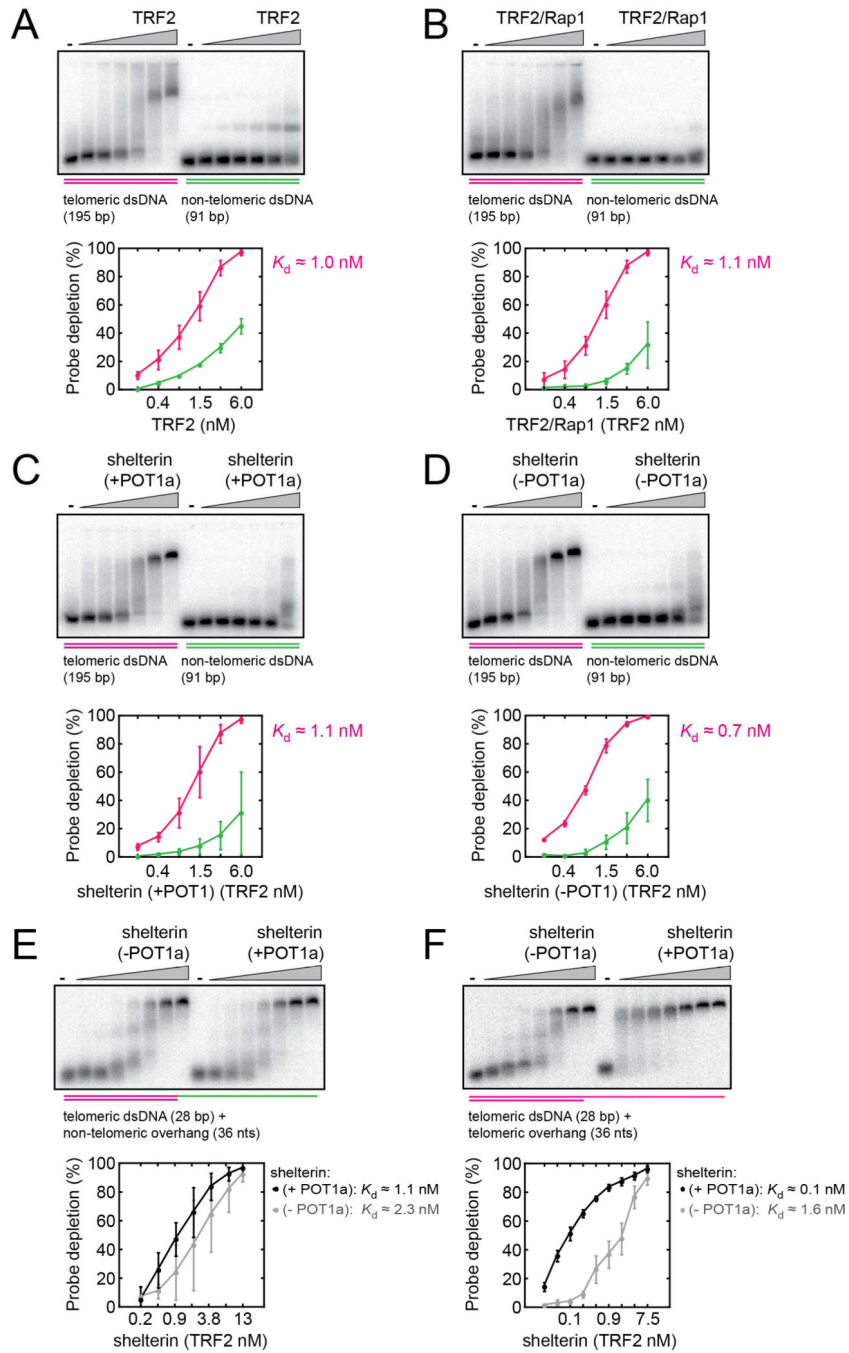 A
TRF2 TRF2
- -
telomeric dsDNA non-telomeric dsDNA
(195 bp) (91 bp)
Probe depletion (%)
100
80
60
40
20
0
0.4 1.5 6.0
TRF2 (nM)
Kd ≈ 1.0 nM
B
TRF2/Rap1 TRF2/Rap1
- -
telomeric dsDNA non-telomeric dsDNA
(195 bp) (91 bp)
Probe depletion (%)
100
80
60
40
20
0
0.4 1.5 6.0
TRF2/Rap1 (TRF2 nM)
Kd ≈ 1.1 nM
C
shelterin shelterin
(+POT1a) (+POT1a)
- -
telomeric dsDNA non-telomeric dsDNA
(195 bp) (91 bp)
Probe depletion (%)
100
80
60
40
20
0
0.4 1.5 6.0
shelterin (+POT1) (TRF2 nM)
Kd ≈ 1.1 nM
D
shelterin shelterin
(-POT1a) (-POT1a)
- -
telomeric dsDNA non-telomeric dsDNA
(195 bp) (91 bp)
Probe depletion (%)
100
80
60
40
20
0
0.4 1.5 6.0
shelterin (-POT1) (TRF2 nM)
Kd ≈ 0.7 nM
E
shelterin shelterin
(-POT1a) (+POT1a)
- -
telomeric dsDNA (28 bp) +
non-telomeric overhang (36 nts)
Probe depletion (%)
100
80
60
40
20
0
0.2 0.9 3.8 13
shelterin (TRF2 nM)
shelterin:
(+ POT1a): Kd ≈ 1.1 nM
(- POT1a): Kd ≈ 2.3 nM
F
shelterin shelterin
(-POT1a) (+POT1a)
- -
telomeric dsDNA (28 bp) +
telomeric overhang (36 nts)
Probe depletion (%)
100
80
60
40
20
0
0.1 0.9 7.5
shelterin (TRF2 nM)
shelterin:
(+ POT1a): Kd ≈ 0.1 nM
(- POT1a): Kd ≈ 1.6 nM